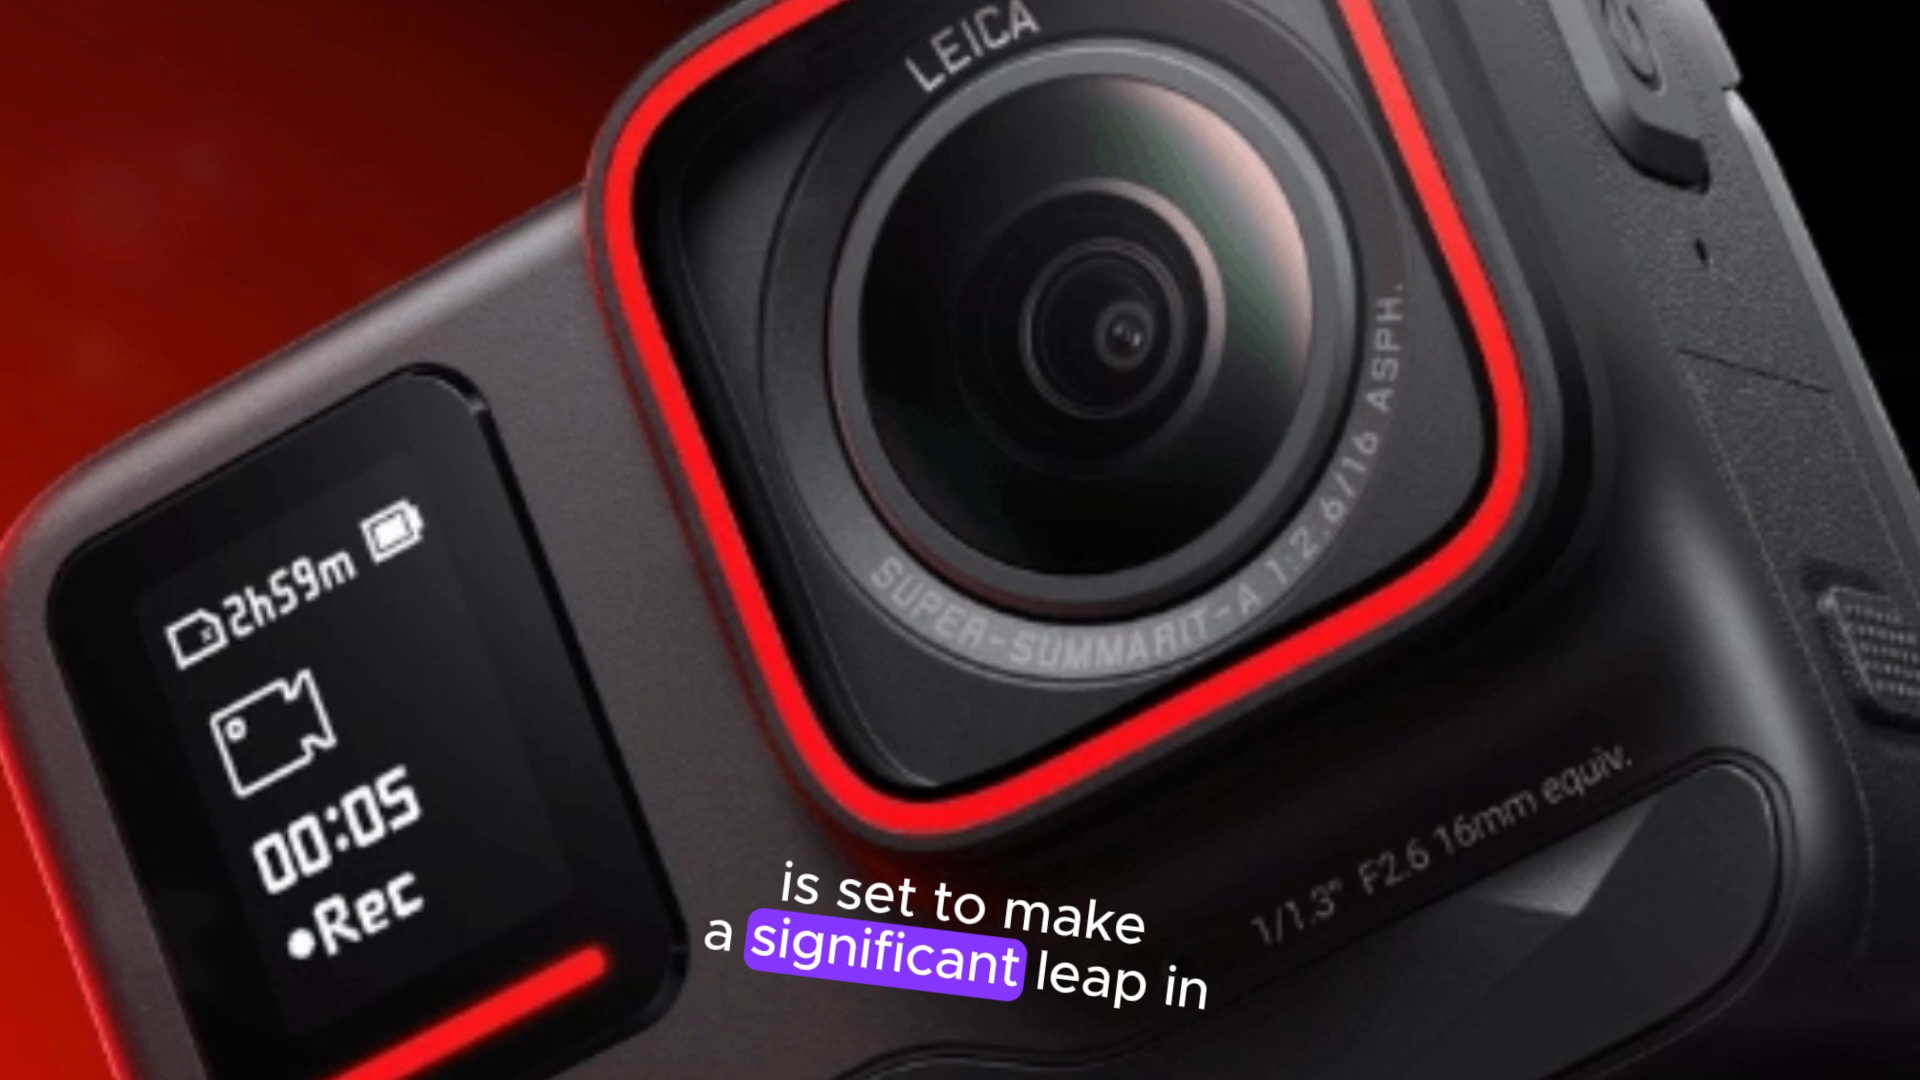 LEICA
SUPER-SUMMARIT-A 1:2.6/16 ASPH.
2h59m
00:05
Rec
1/1.3" F2.6 16mm equiv.
is set to make
a significant leap in